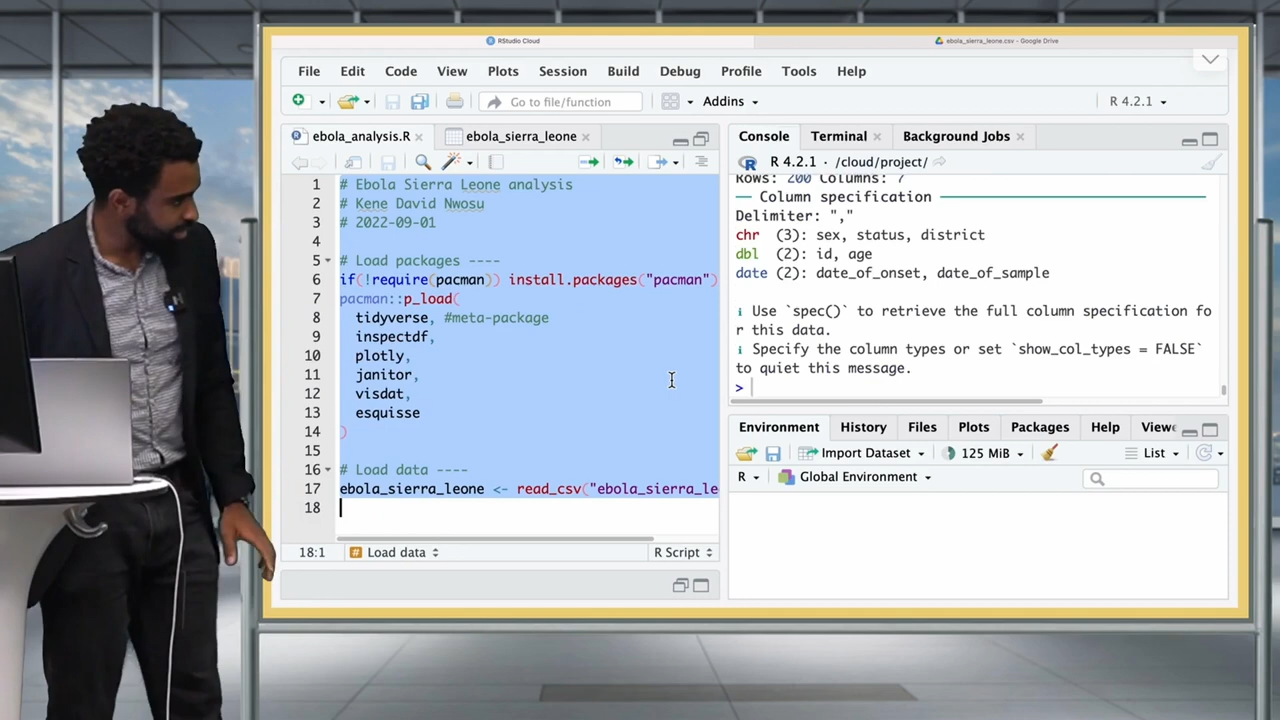 RStudio Cloud
ebola_sierra_leone.csv - Google Drive
File Edit Code View Plots Session Build Debug Profile Tools Help
Go to file/function
Addins
R 4.2.1
ebola_analysis.R
ebola_sierra_leone
1 # Ebola Sierra Leone analysis
2 # Kene David Nwosu
3 # 2022-09-01
4
5 # Load packages ----
6 if(!require(pacman)) install.packages("pacman")
7 pacman::p_load(
8 tidyverse, #meta-package
9 inspectdf,
10 plotly,
11 janitor,
12 visdat,
13 esquisse
14 )
15
16 # Load data ----
17 ebola_sierra_leone <- read_csv("ebola_sierra_le
18
18:1 # Load data R Script
Console Terminal Background Jobs
R R 4.2.1 · /cloud/project/
Rows: 200 Columns: 7
── Column specification ──
Delimiter: ","
chr (3): sex, status, district
dbl (2): id, age
date (2): date_of_onset, date_of_sample
ℹ Use `spec()` to retrieve the full column specification fo
r this data.
ℹ Specify the column types or set `show_col_types = FALSE`
to quiet this message.
>
Environment History Files Plots Packages Help Viewe
Import Dataset 125 MiB List
R Global Environment